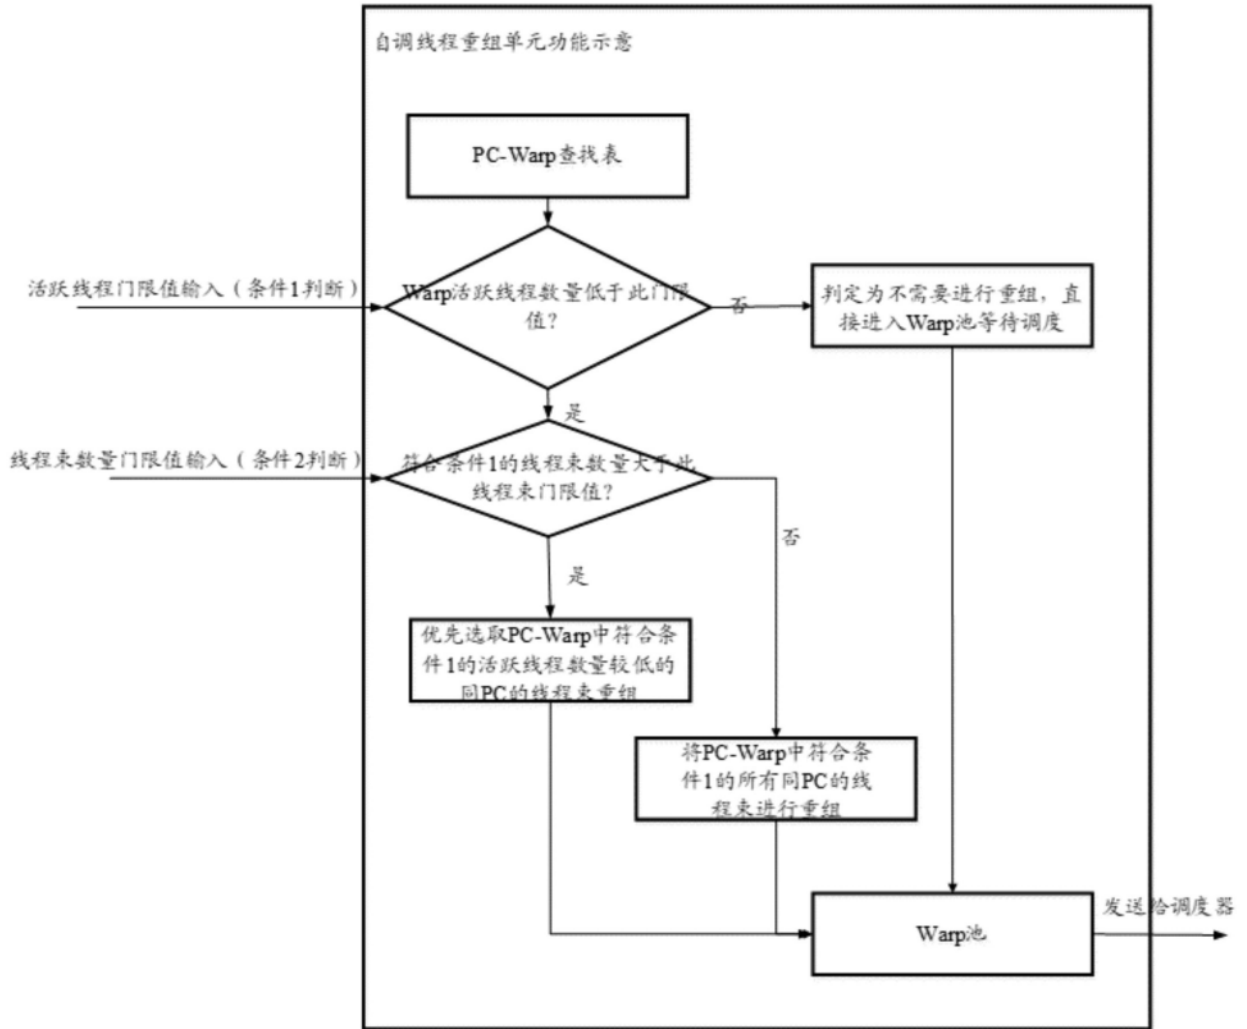 自调线程重组单元功能示意
PC-Warp查找表
活跃线程门限值输入（条件1判断）
Warp活跃线程数量低于此门限
值？
否
判定为不需要进行重组，直
接进入Warp池等待调度
是
线程束数量门限值输入（条件2判断）
符合条件1的线程束数量大于此
线程束门限值？
否
是
优先选取PC-Warp中符合条
件1的活跃线程数量较低的
同PC的线程束重组
将PC-Warp中符合条
件1的所有同PC的线
程束进行重组
Warp池
发送给调度器